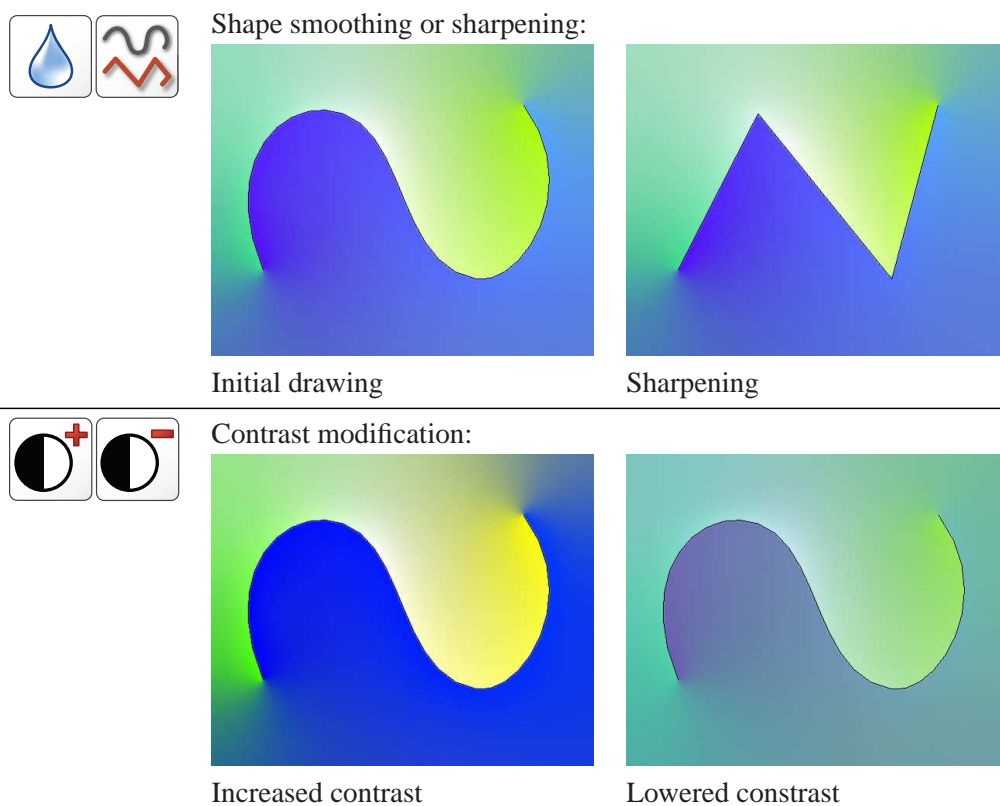 Shape smoothing or sharpening:
Initial drawing
Sharpening
Contrast modification:
Increased contrast
Lowered constrast